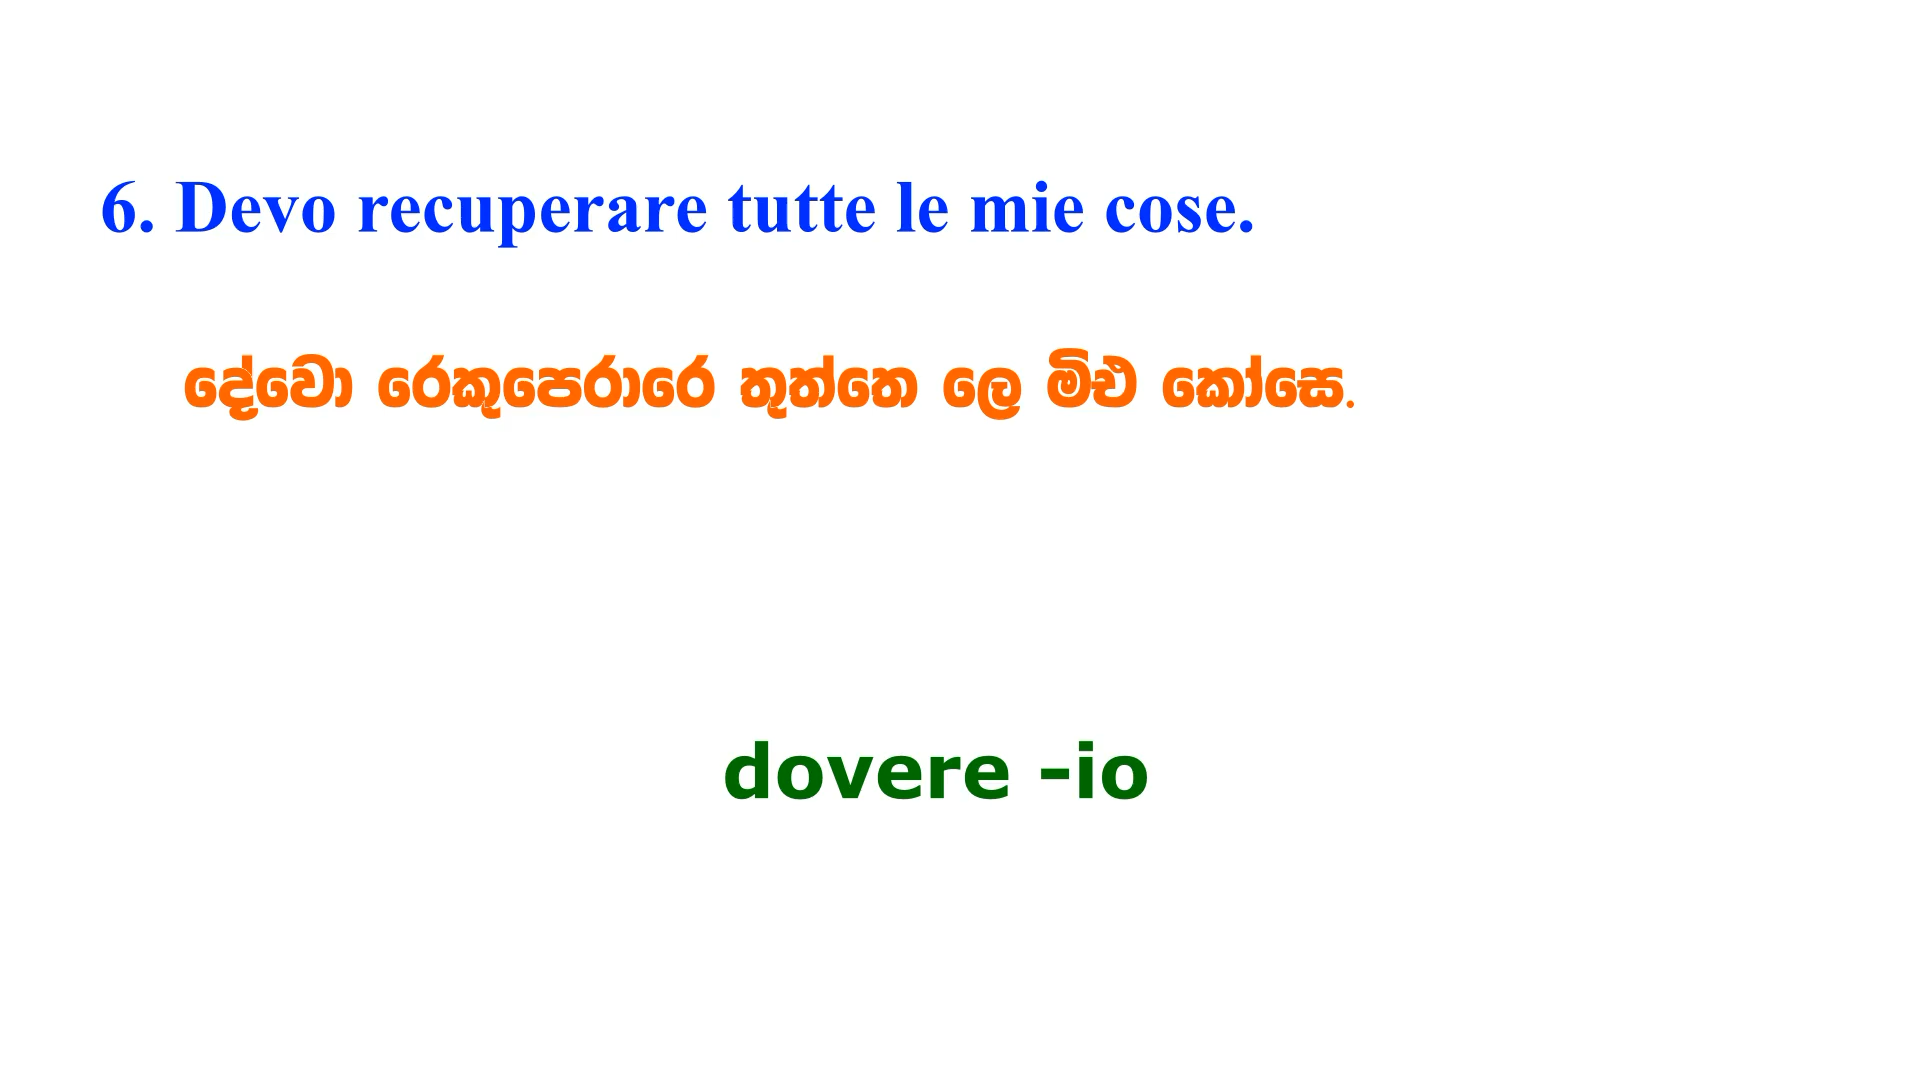 6. Devo recuperare tutte le mie cose.
දේවො රෙකුපෙරාරෙ තුත්තෙ ලෙ මිඑ කෝසෙ.
dovere -io